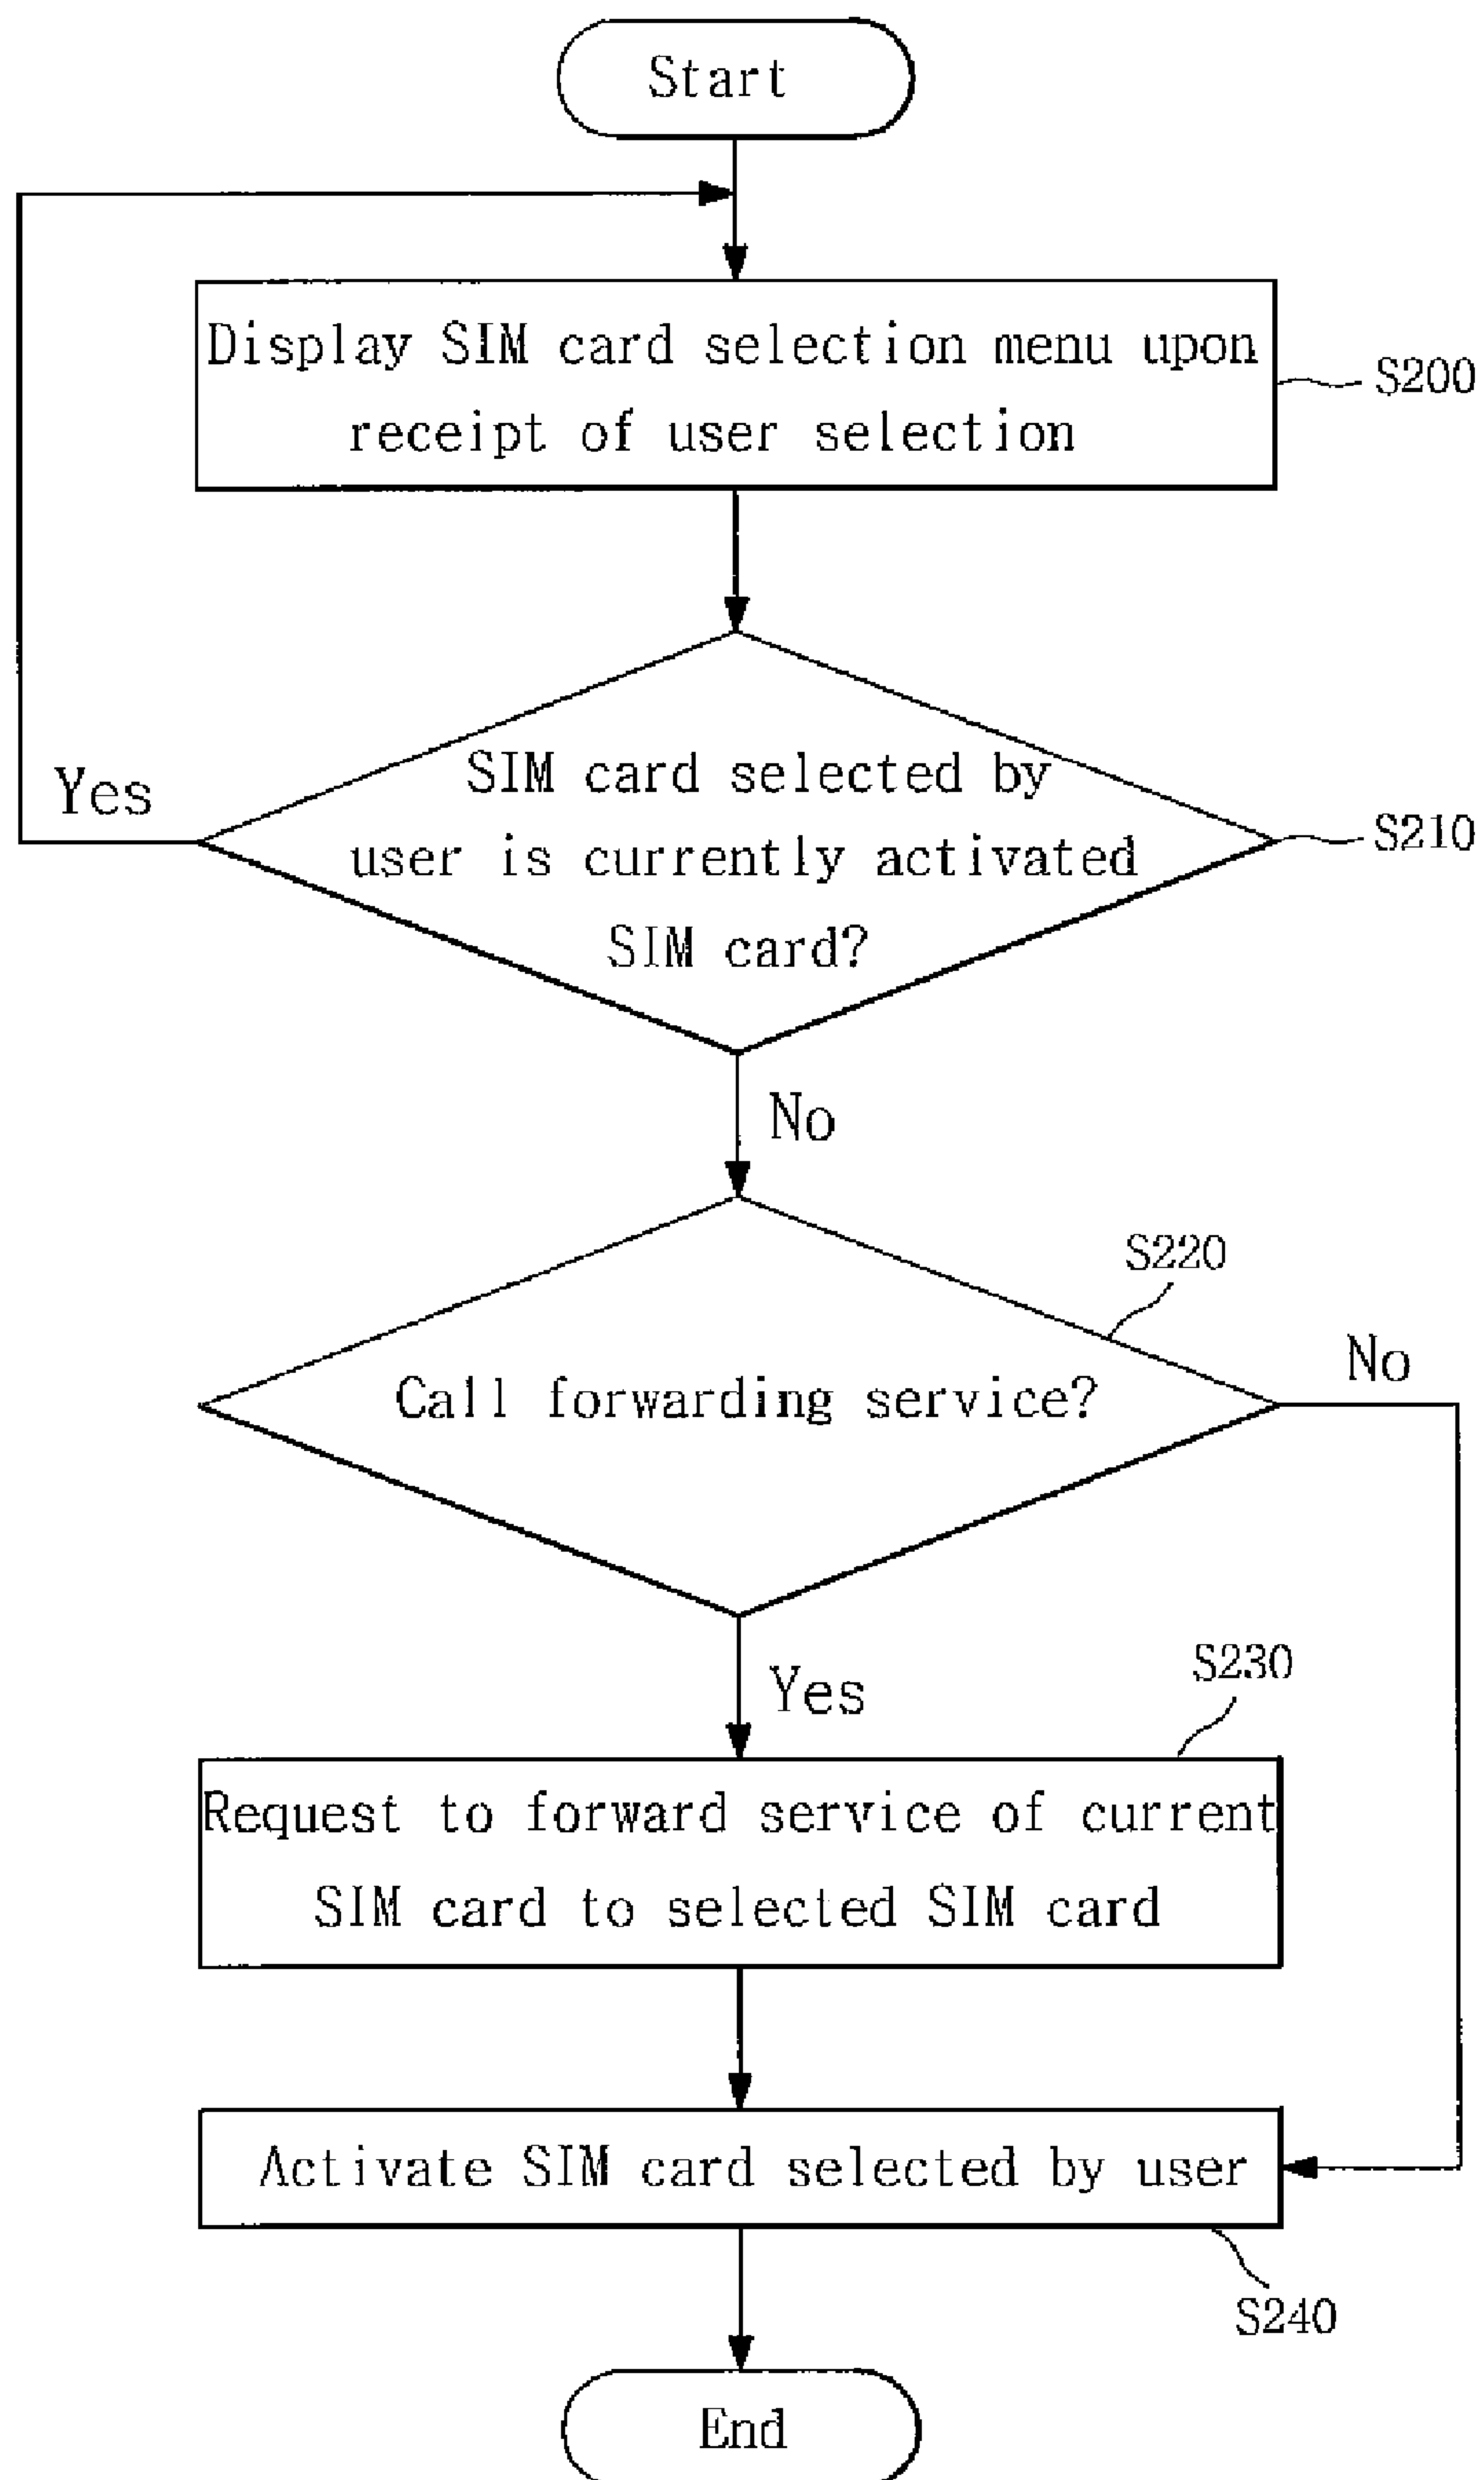 Start
Display SIM card selection menu upon
receipt of user selection
S200
SIM card selected by
user is currently activated
SIM card?
S210
Yes
No
S220
Call forwarding service?
No
Yes
S230
Request to forward service of current
SIM card to selected SIM card
Activate SIM card selected by user
S240
End